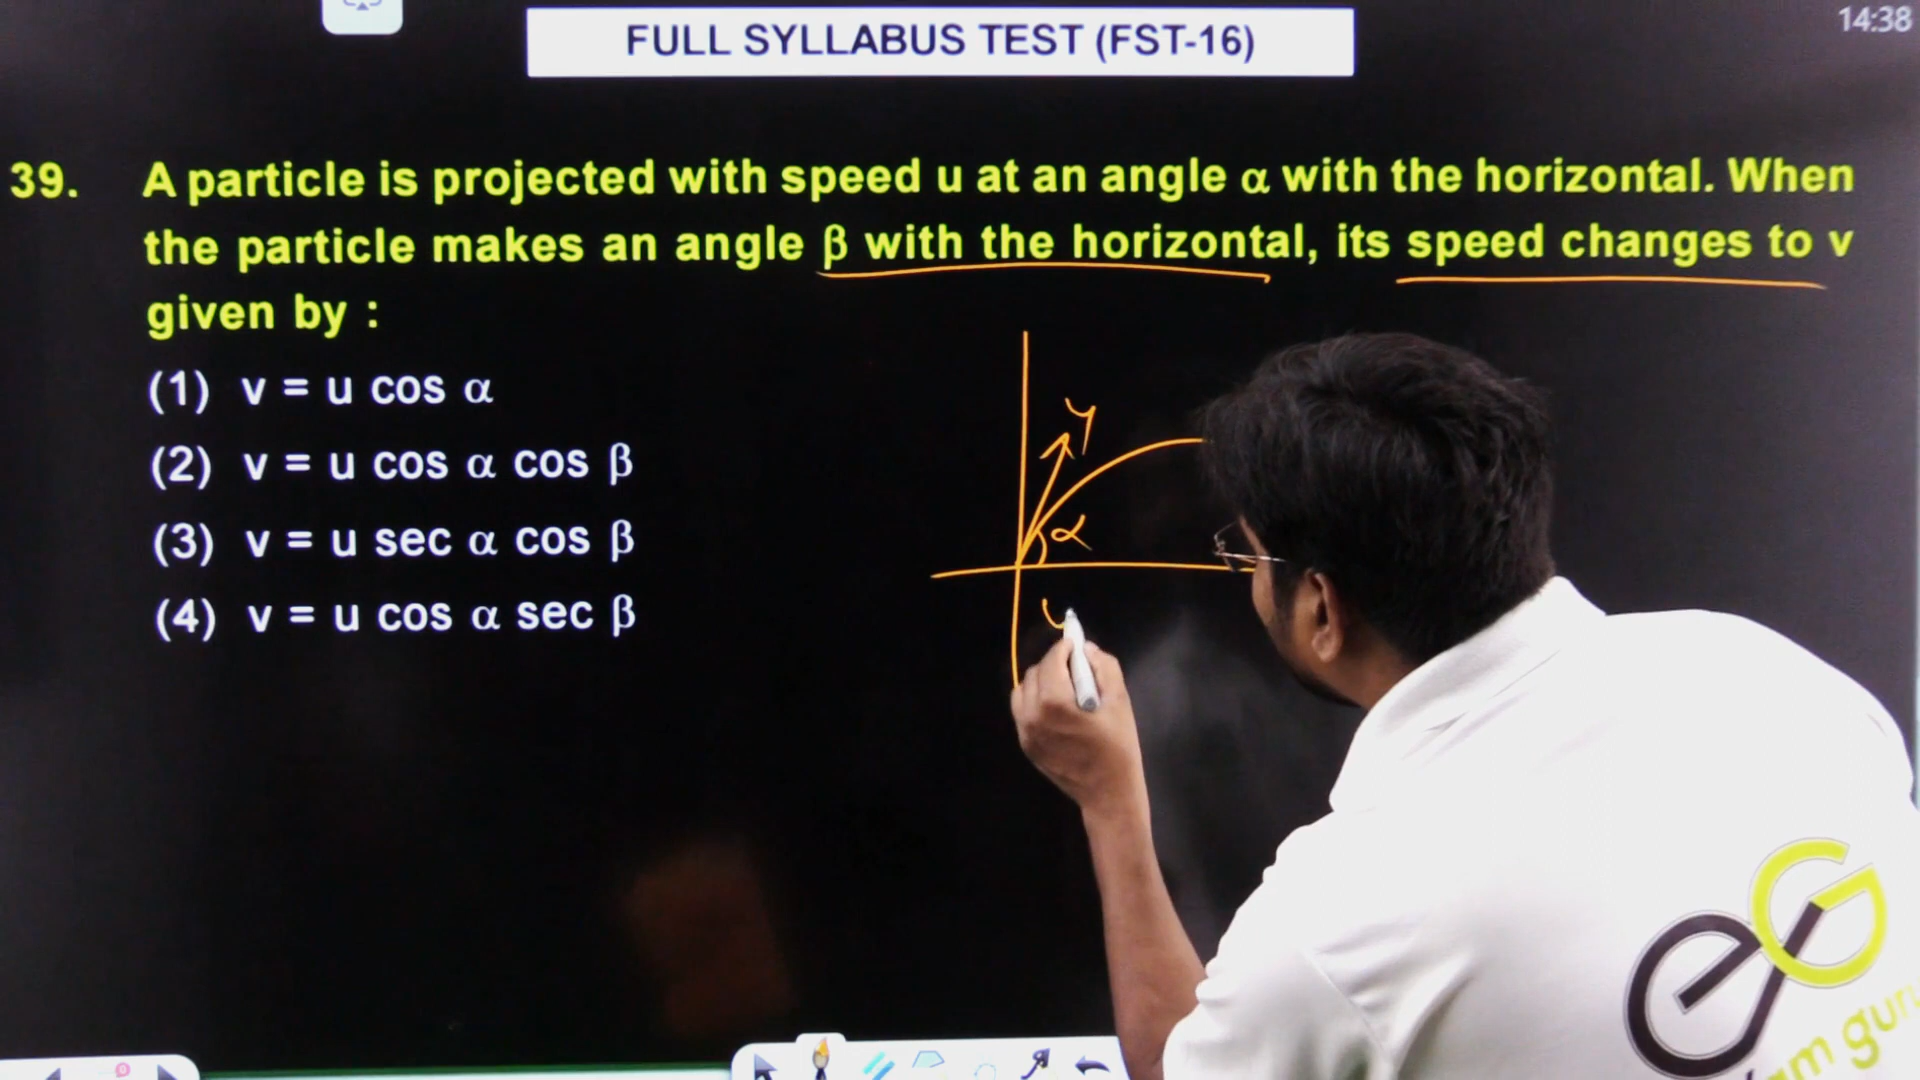 14:38
FULL SYLLABUS TEST (FST-16)
39. A particle is projected with speed u at an angle α with the horizontal. When
the particle makes an angle β with the horizontal, its speed changes to v
given by :
(1) v = u cos α
(2) v = u cos α cos β
(3) v = u sec α cos β
(4) v = u cos α sec β
α
eG